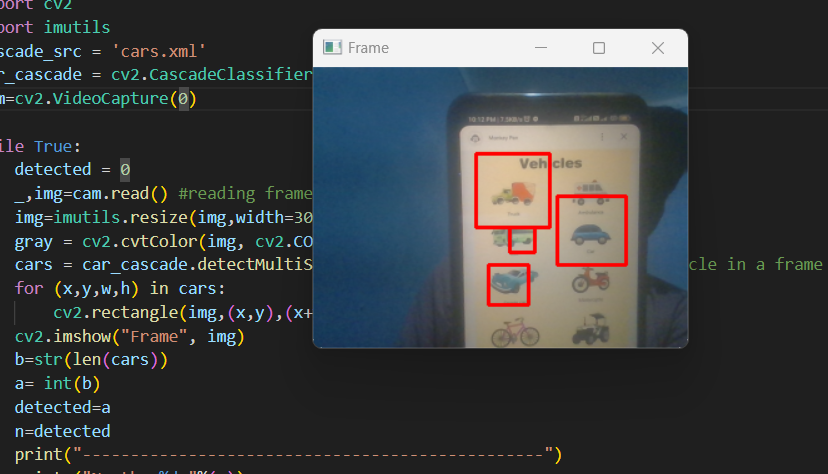 port cv2
port imutils
scade_src = 'cars.xml'
r_cascade = cv2.CascadeClassifier
m=cv2.VideoCapture(0)
ile True:
detected = 0
_,img=cam.read() #reading frame
img=imutils.resize(img,width=30
gray = cv2.cvtColor(img, cv2.CO
cars = car_cascade.detectMultiS
cle in a frame
for (x,y,w,h) in cars:
cv2.rectangle(img,(x,y),(x+
cv2.imshow("Frame", img)
b=str(len(cars))
a= int(b)
detected=a
n=detected
print("------------------------------------------------")
Frame
10:12 PM
Vehicles